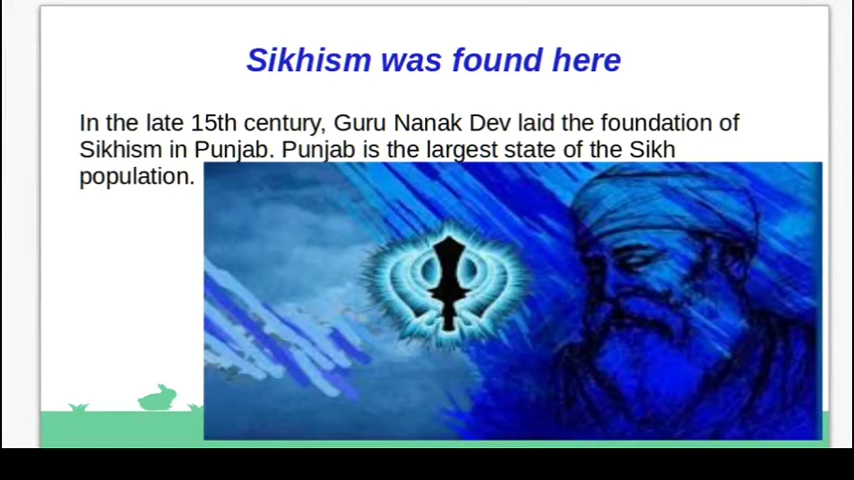 Sikhism was found here
In the late 15th century, Guru Nanak Dev laid the foundation of
Sikhism in Punjab. Punjab is the largest state of the Sikh
population.